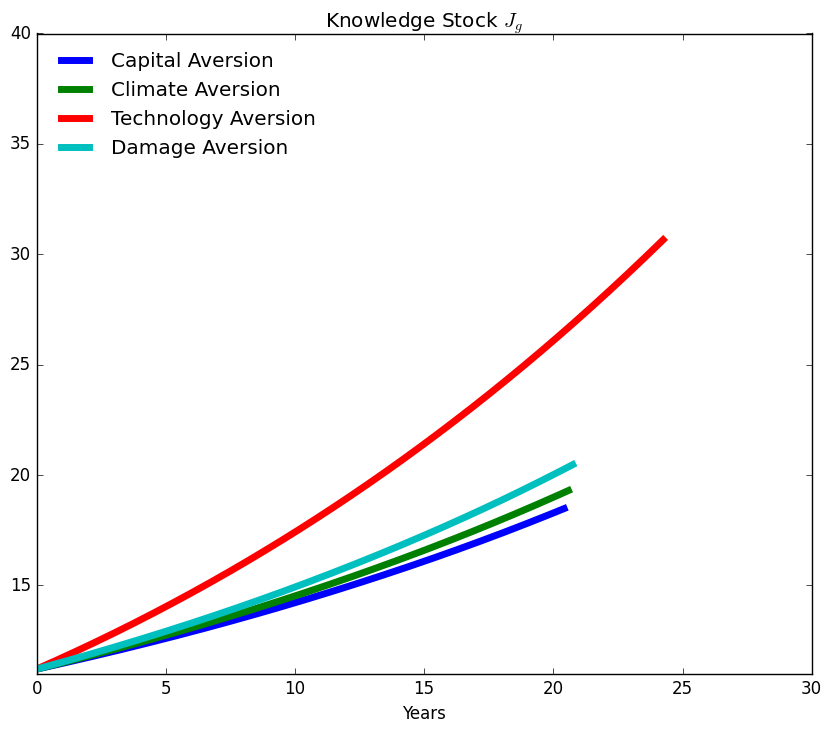 Knowledge Stock J_g
40
35
30
25
20
15
Capital Aversion
Climate Aversion
Technology Aversion
Damage Aversion
0 5 10 15 20 25 30
Years